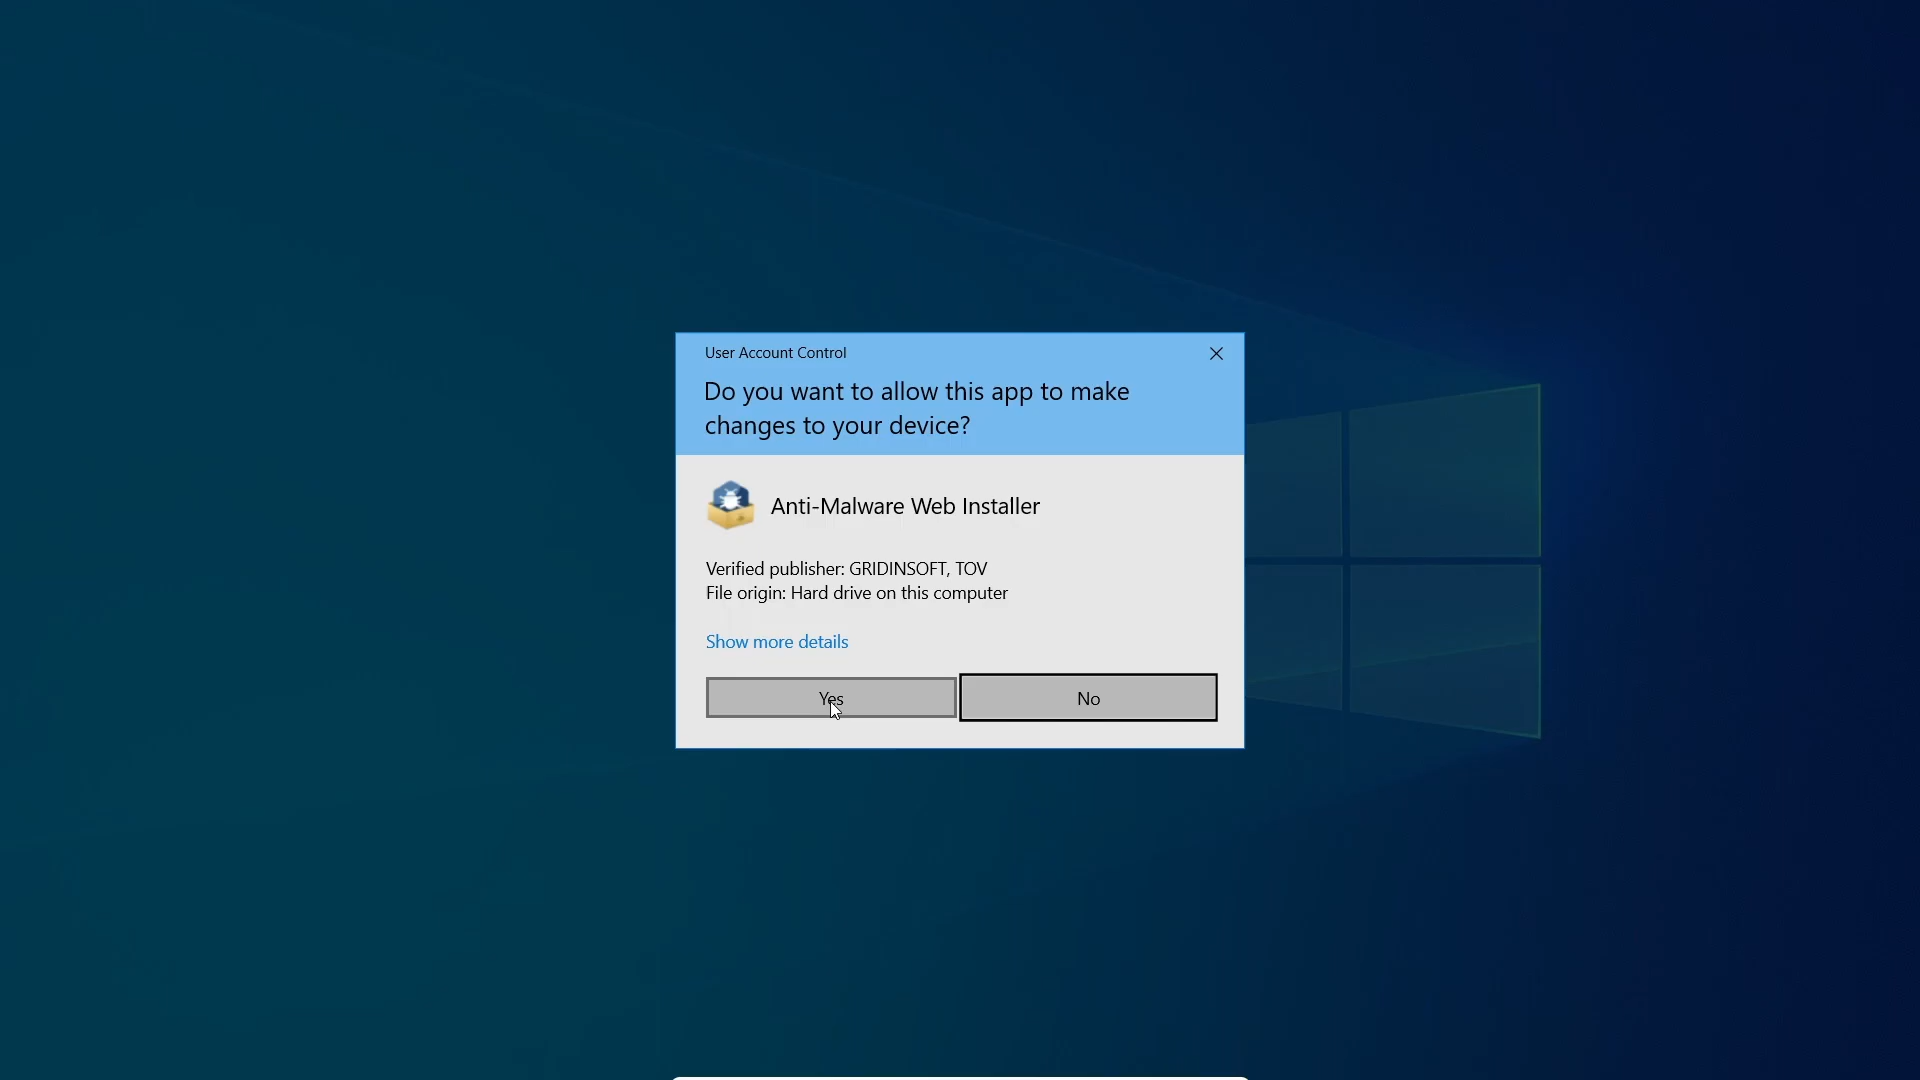 User Account Control
Do you want to allow this app to make
changes to your device?
Anti-Malware Web Installer
Verified publisher: GRIDINSOFT, TOV
File origin: Hard drive on this computer
Show more details
Yes
No